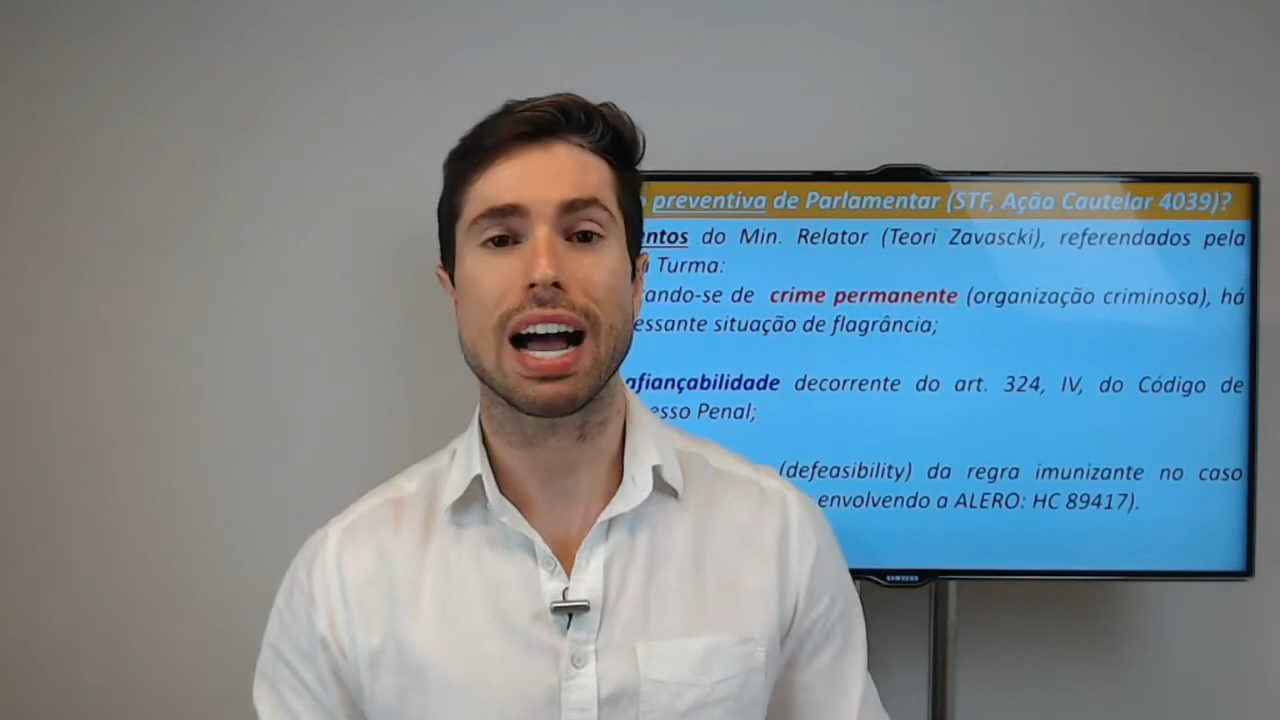 preventiva de Parlamentar (STF, Ação Cautelar 4039)?
entos do Min. Relator (Teori Zavascki), referendados pela
Turma:
ando-se de crime permanente (organização criminosa), há
essante situação de flagrância;
afiançabilidade decorrente do art. 324, IV, do Código de
esso Penal;
(defeasibility) da regra imunizante no caso
envolvendo a ALERO: HC 89417).
SAMSUNG